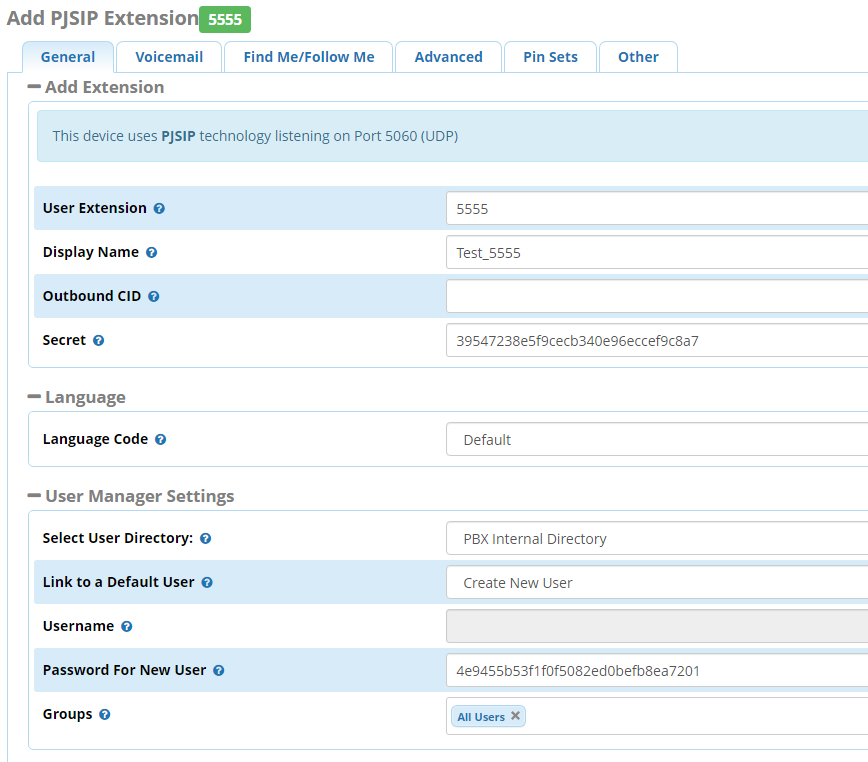 Add PJSIP Extension 5555
General Voicemail Find Me/Follow Me Advanced Pin Sets Other
Add Extension
This device uses PJSIP technology listening on Port 5060 (UDP)
User Extension 5555
Display Name Test_5555
Outbound CID
Secret 39547238e5f9cecb340e96eccef9c8a7
Language
Language Code Default
User Manager Settings
Select User Directory: PBX Internal Directory
Link to a Default User Create New User
Username
Password For New User 4e9455b53f1f0f5082ed0befb8ea7201
Groups All Users